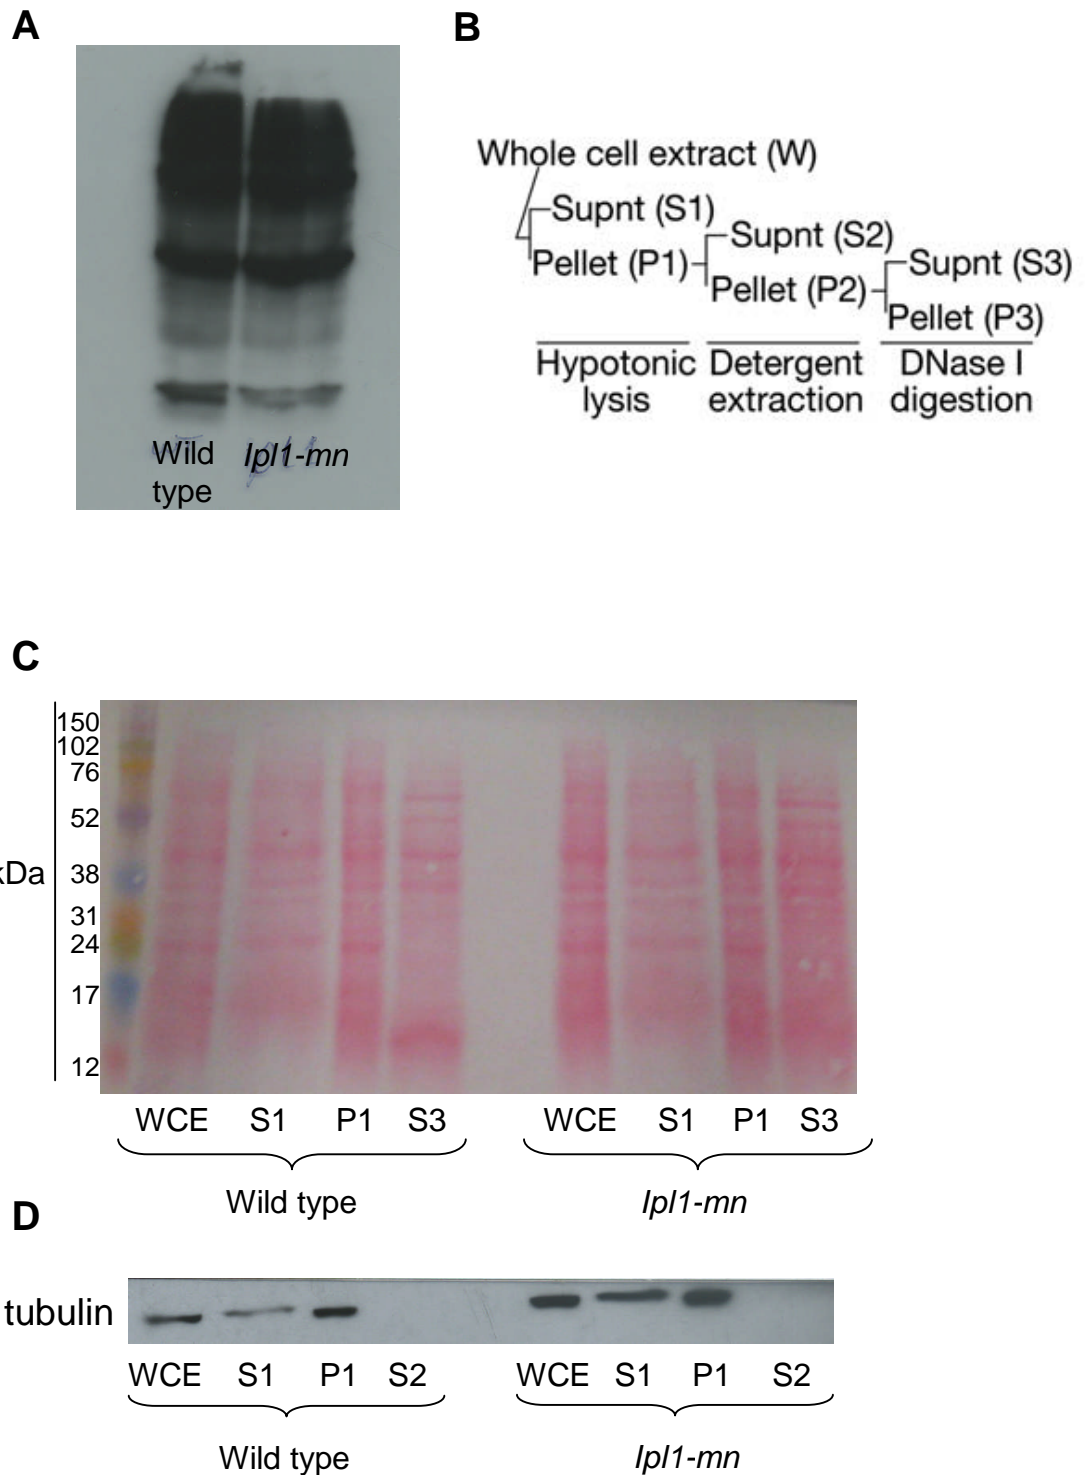 A
B
Wild type
Ipl1-mn
Whole cell extract (W)
Supnt (S1)
Pellet (P1)
Supnt (S2)
Pellet (P2)
Supnt (S3)
Pellet (P3)
Hypotonic lysis
Detergent extraction
DNase I digestion
C
150
102
76
52
kDa
38
31
24
17
12
WCE S1 P1 S3 WCE S1 P1 S3
Wild type Ipl1-mn
D
tubulin
WCE S1 P1 S2 WCE S1 P1 S2
Wild type Ipl1-mn